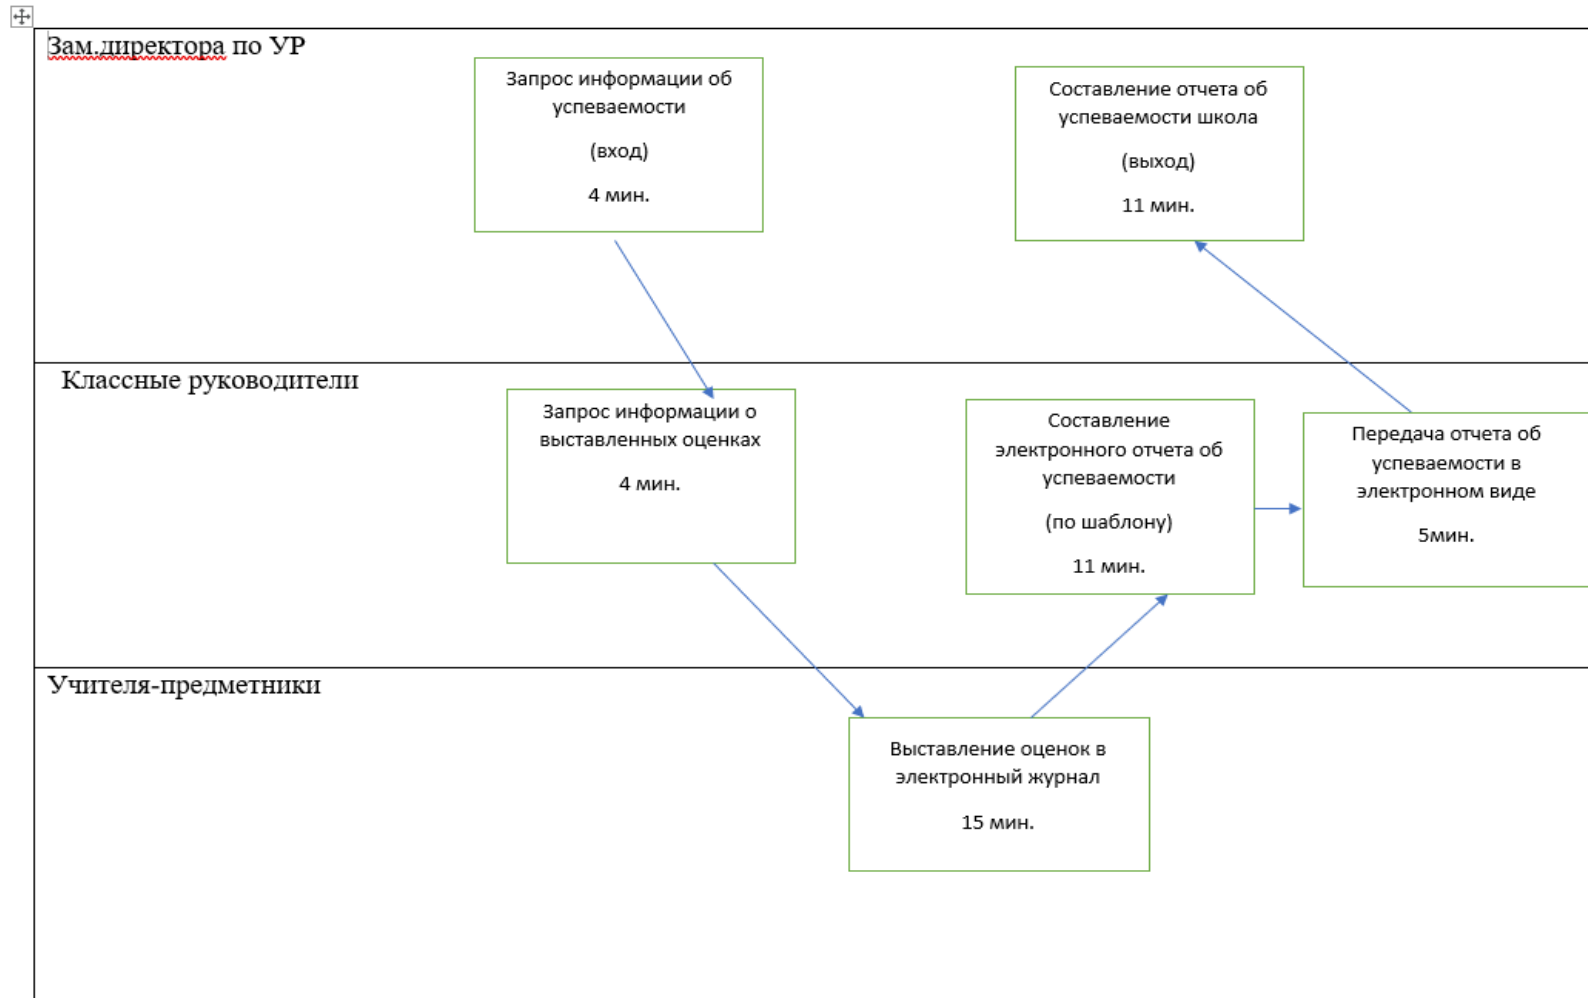 Зам.директора по УР
Запрос информации об
успеваемости
(вход)
4 мин.
Составление отчета об
успеваемости школа
(выход)
11 мин.
Классные руководители
Запрос информации о
выставленных оценках
4 мин.
Составление
электронного отчета об
успеваемости
(по шаблону)
11 мин.
Передача отчета об
успеваемости в
электронном виде
5мин.
Учителя-предметники
Выставление оценок в
электронный журнал
15 мин.